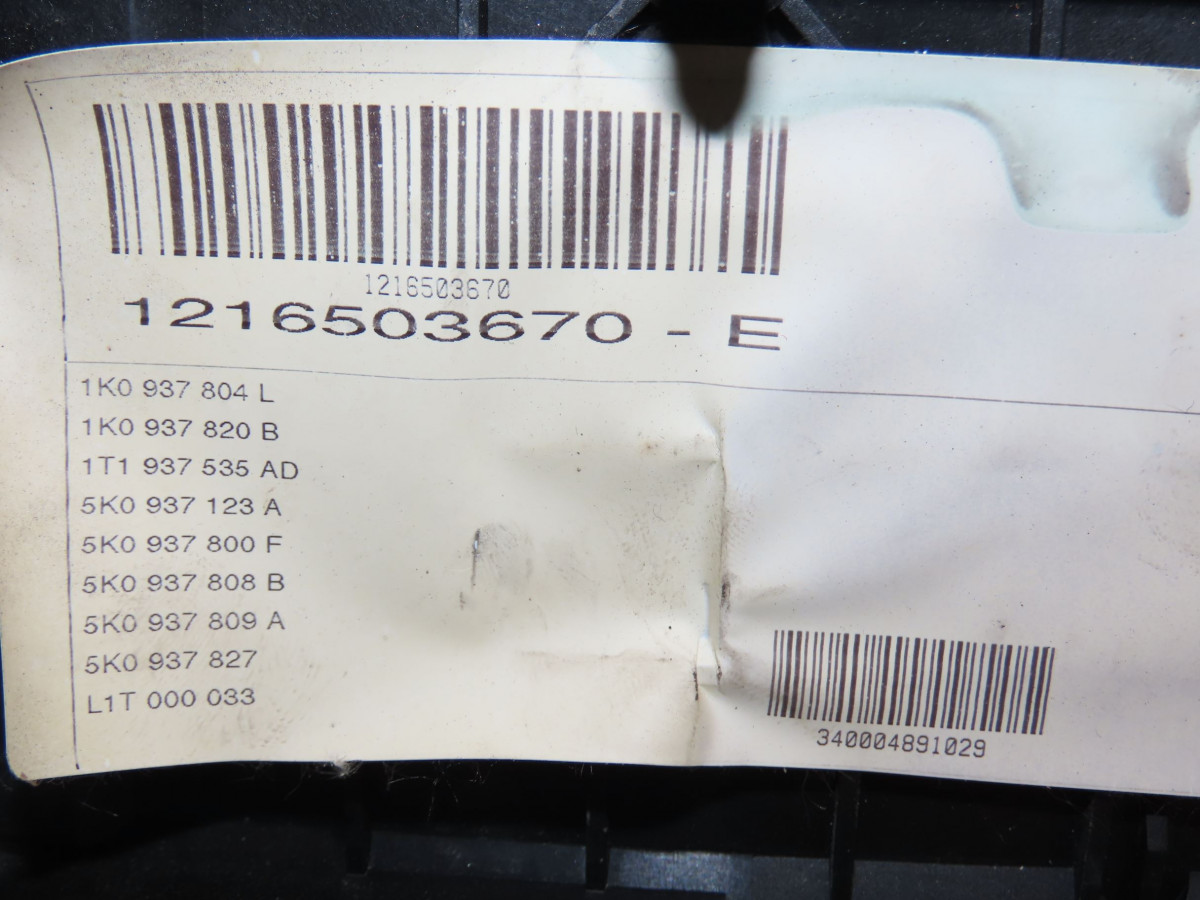 1216503670
1216503670 - E
1K0 937 804 L
1K0 937 820 B
1T1 937 535 AD
5K0 937 123 A
5K0 937 800 F
5K0 937 808 B
5K0 937 809 A
5K0 937 827
L1T 000 033
340004891029